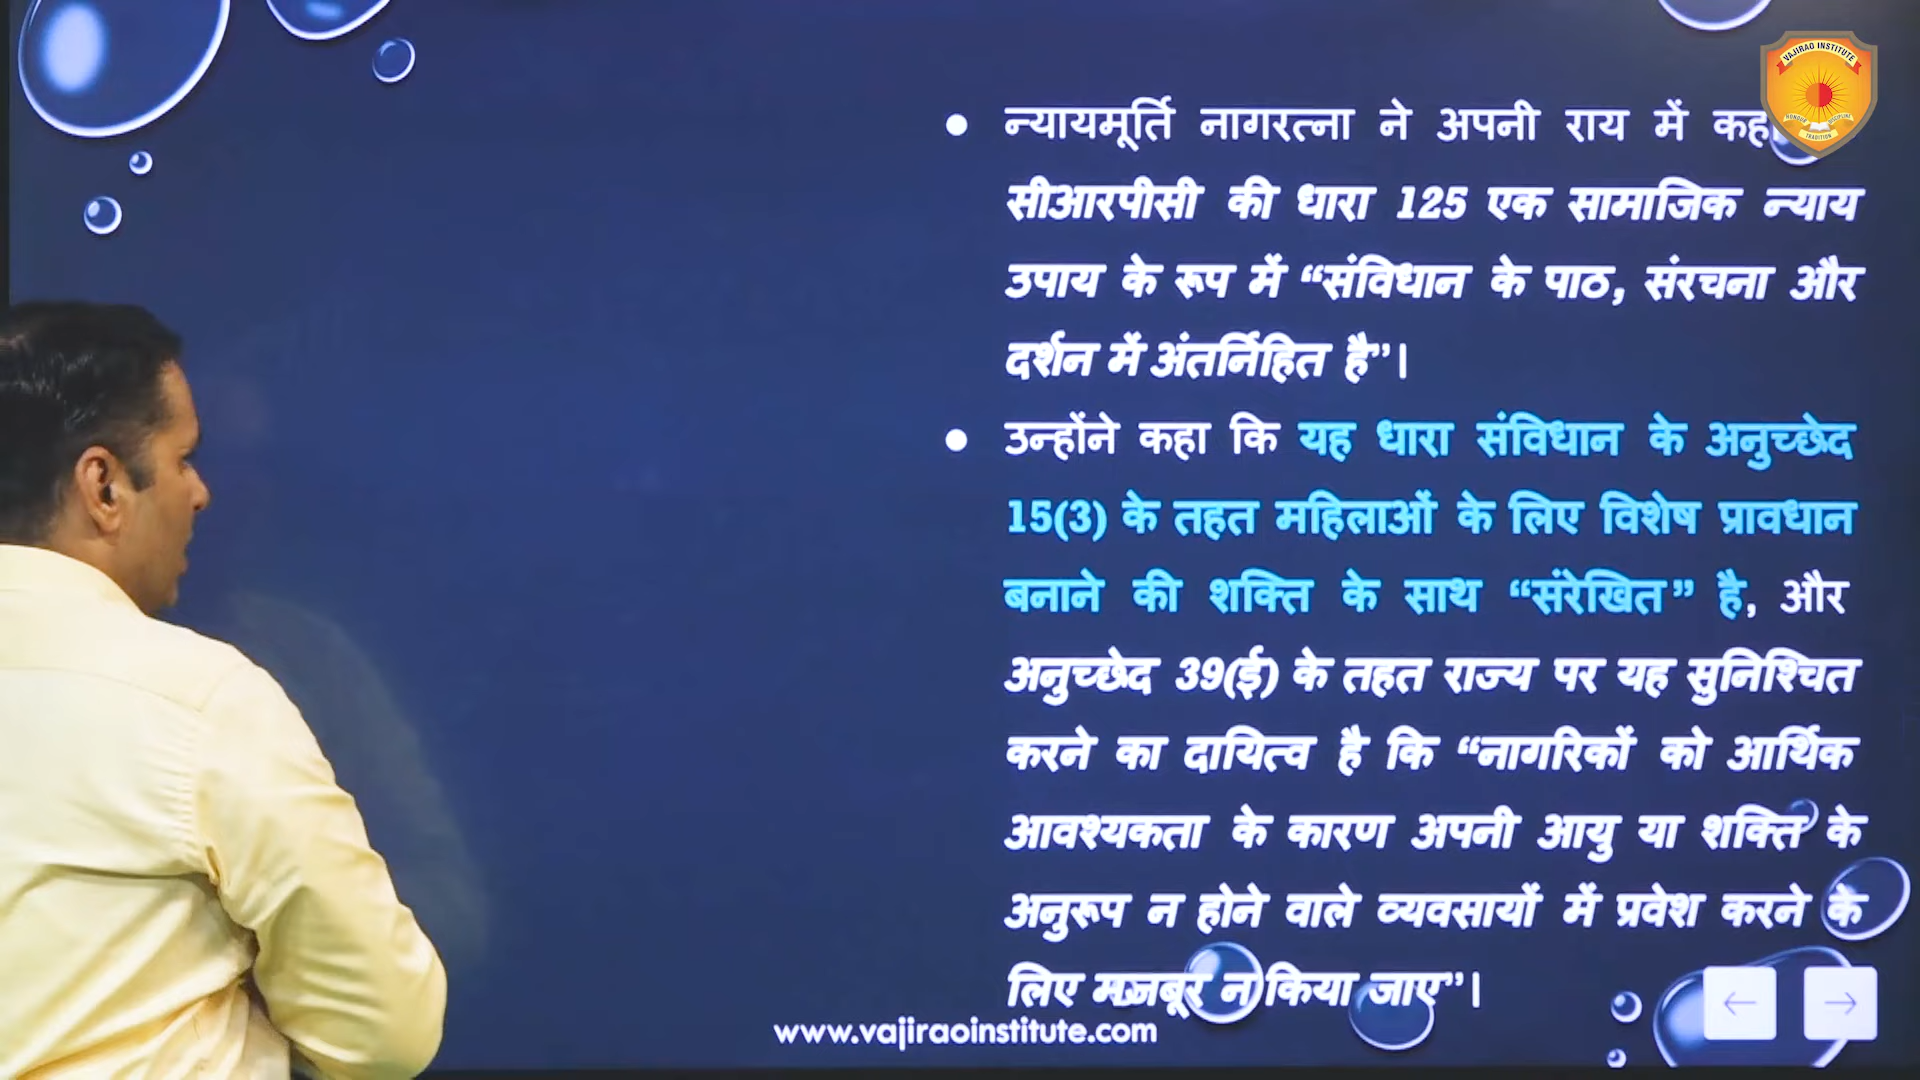 VAJIRAO INSTITUTE
TRADITION
न्यायमूर्ति नागरत्ना ने अपनी राय में
सीआरपीसी की धारा 125 एक सामाजिक न्याय
उपाय के रूप में “संविधान के पाठ, संरचना और
दर्शन में अंतर्निहित है”।
उन्होंने कहा कि यह धारा संविधान के अनुच्छेद
15(3) के तहत महिलाओं के लिए विशेष प्रावधान
बनाने की शक्ति के साथ “संरेखित” है, और
अनुच्छेद 39(ई) के तहत राज्य पर यह सुनिश्चित
करने का दायित्व है कि “नागरिकों को आर्थिक
आवश्यकता के कारण अपनी आयु या शक्ति के
अनुरूप न होने वाले व्यवसायों में प्रवेश करने के
लिए मजबूर न किया जाए”।
www.vajiraoinstitute.com